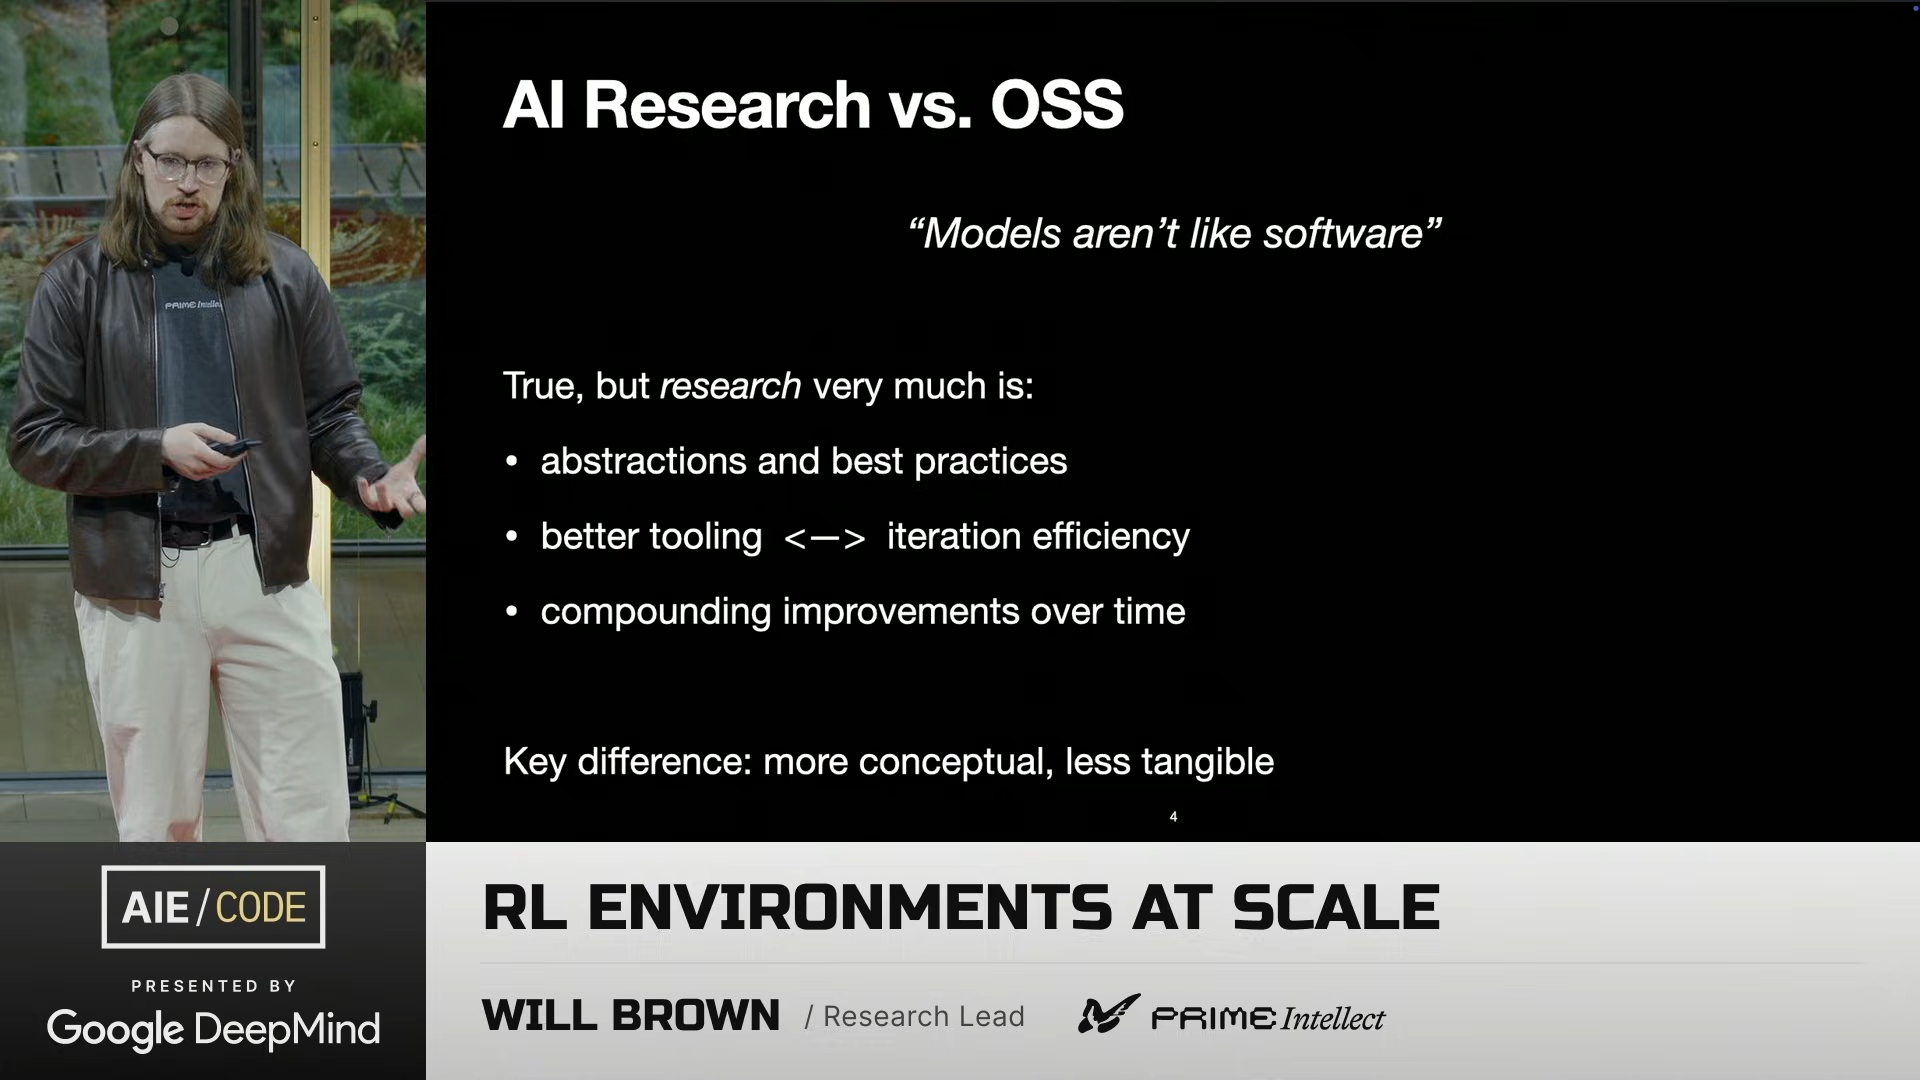 AI Research vs. OSS
“Models aren’t like software”
True, but research very much is:
• abstractions and best practices
• better tooling <—> iteration efficiency
• compounding improvements over time
Key difference: more conceptual, less tangible
4
PRIME Intellect
AIE/CODE
PRESENTED BY
Google DeepMind
RL ENVIRONMENTS AT SCALE
WILL BROWN / Research Lead
PRIME Intellect